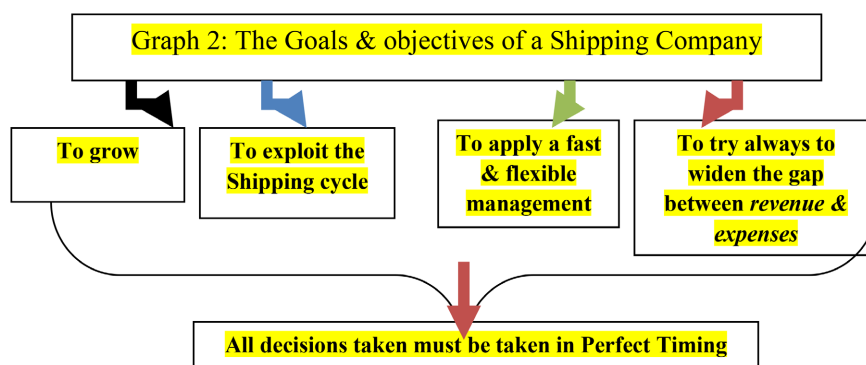 Graph 2: The Goals & objectives of a Shipping Company
To grow
To exploit the
Shipping cycle
To apply a fast
& flexible
management
To try always to
widen the gap
between revenue &
expenses
All decisions taken must be taken in Perfect Timing